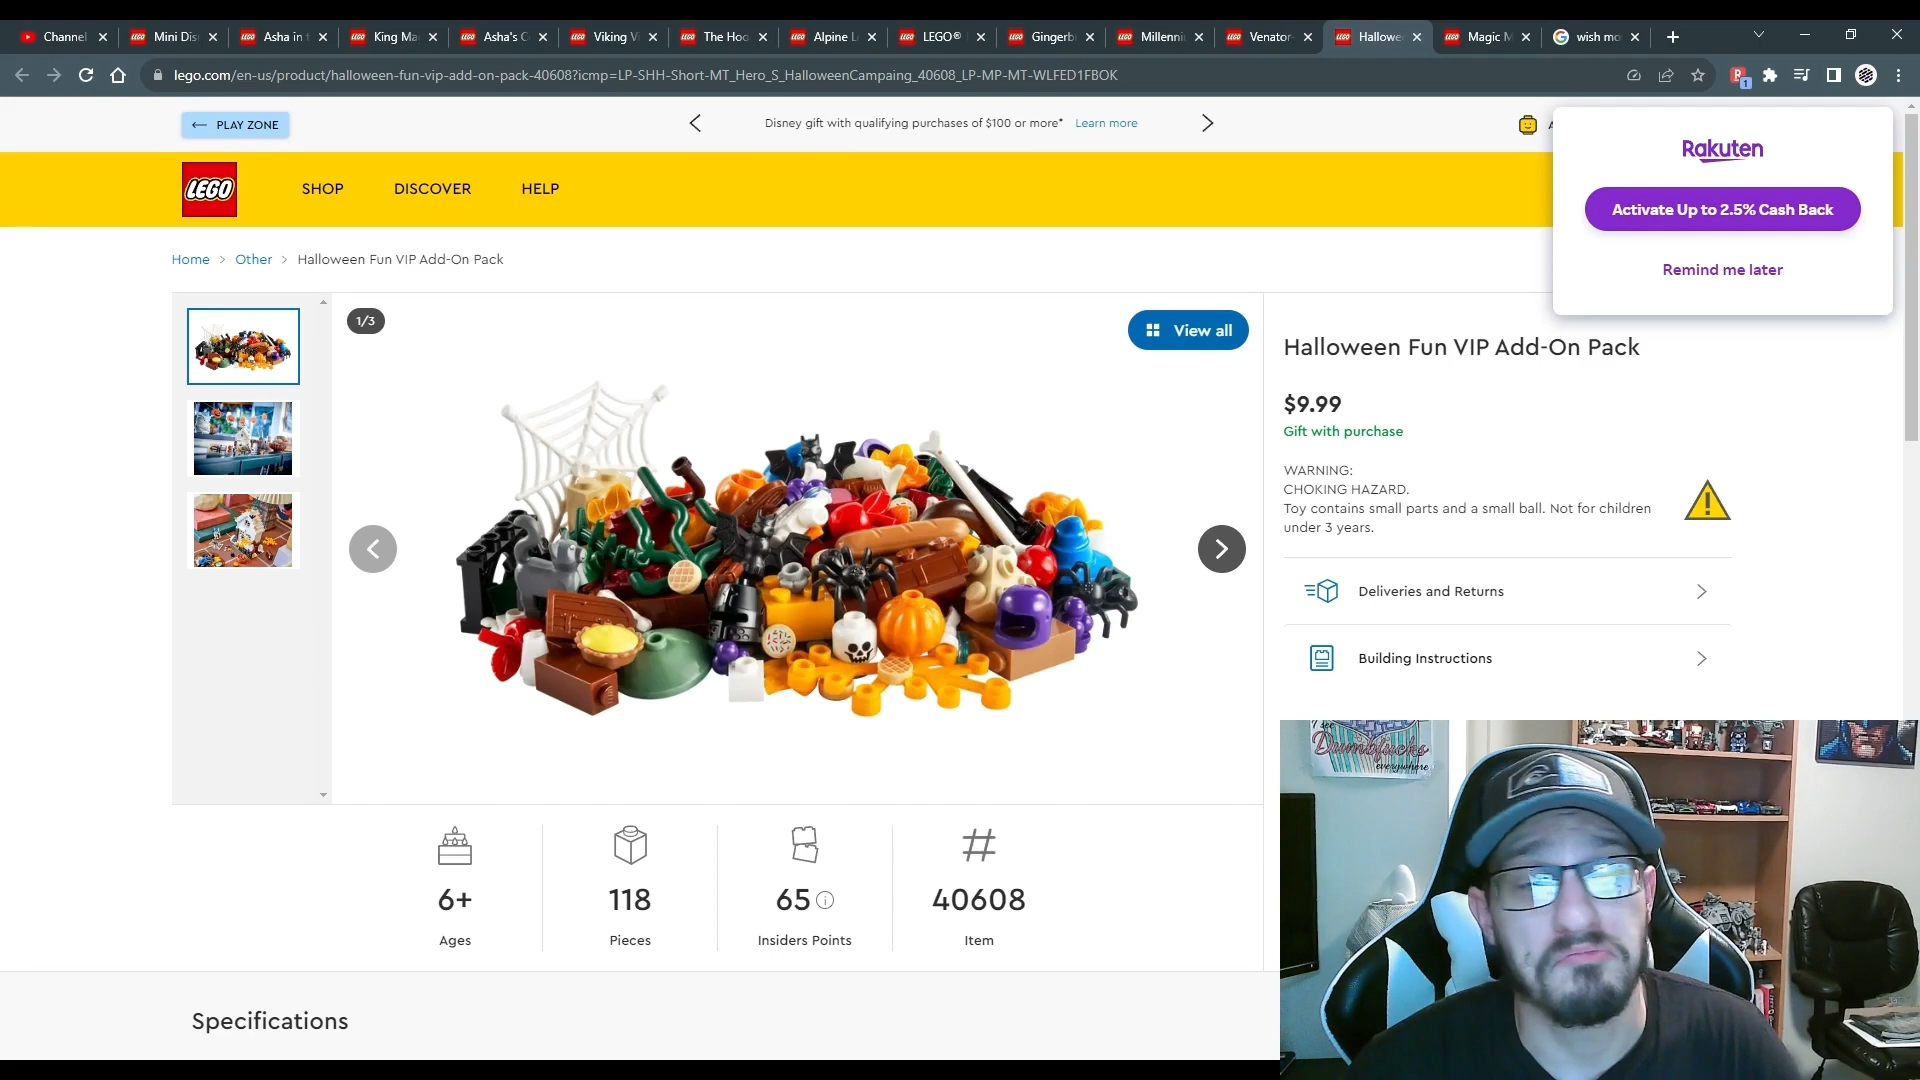 Channel
Mini Dis
Asha in t
King Ma
Asha's C
Viking Vi
The Hoo
Alpine L
LEGO®
Gingerb
Millenni
Venator-
Hallowe
Magic M
wish mo
lego.com/en-us/product/halloween-fun-vip-add-on-pack-40608?icmp=LP-SHH-Short-MT_Hero_S_HalloweenCampaing_40608_LP-MP-MT-WLFED1FBOK
PLAY ZONE
Disney gift with qualifying purchases of $100 or more* Learn more
Rakuten
Activate Up to 2.5% Cash Back
Remind me later
LEGO
SHOP
DISCOVER
HELP
Home > Other > Halloween Fun VIP Add-On Pack
1/3
View all
Halloween Fun VIP Add-On Pack
$9.99
Gift with purchase
WARNING:
CHOKING HAZARD.
Toy contains small parts and a small ball. Not for children
under 3 years.
Deliveries and Returns
Building Instructions
I see
Dumbfucks
everywhere
6+
Ages
118
Pieces
65
Insiders Points
40608
Item
Specifications